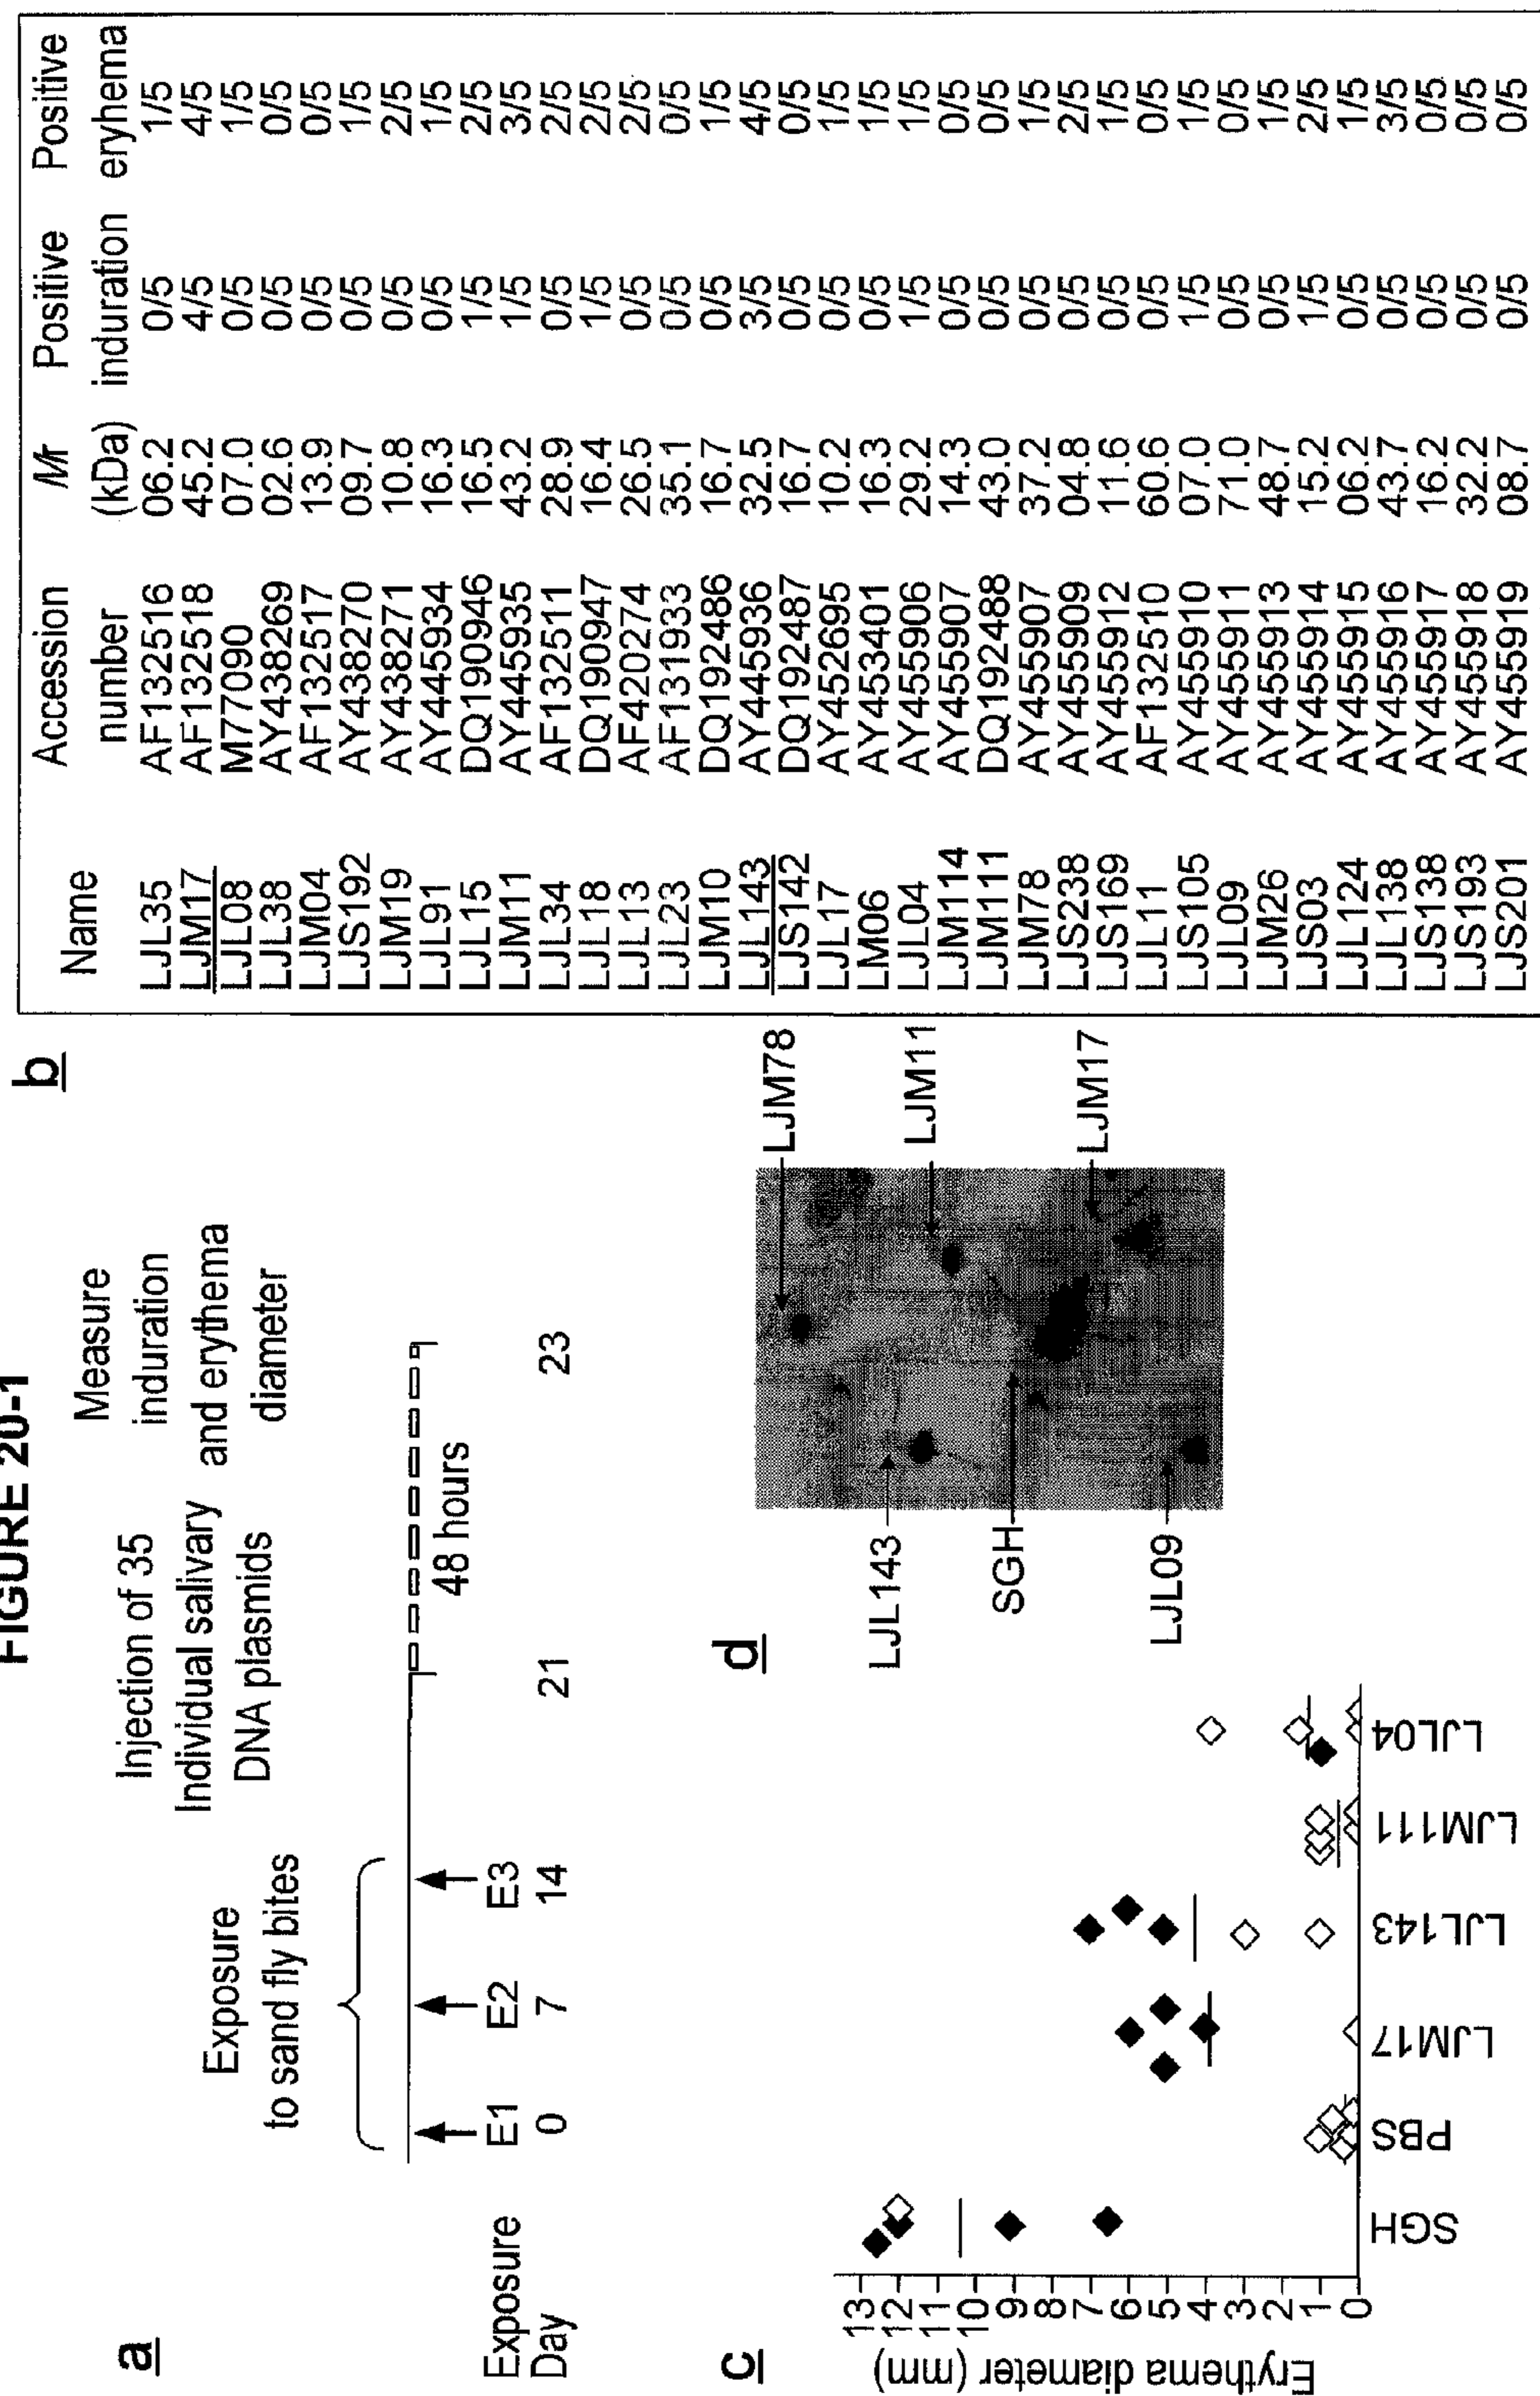 FIGURE 20-1
a
Exposure
to sand fly bites
Injection of 35
Individual salivary
DNA plasmids
Measure
induration
and erythema
diameter
48 hours
Exposure E1 E2 E3
Day 0 7 14 21 23
b
Name Accession number Mr (kDa) Positive induration Positive eryhema
LJL35 AF132516 06.2 0/5 1/5
LJM17 AF132518 45.2 4/5 4/5
LJL08 M77090 07.0 0/5 1/5
LJL38 AY438269 02.6 0/5 0/5
LJM04 AF132517 13.9 0/5 0/5
LJS192 AY438270 09.7 0/5 1/5
LJM19 AY438271 10.8 0/5 2/5
LJL91 AY445934 16.3 0/5 1/5
LJL15 DQ190946 16.5 1/5 2/5
LJM11 AY445935 43.2 1/5 3/5
LJL34 AF132511 28.9 0/5 2/5
LJL18 DQ190947 16.4 1/5 2/5
LJL13 AF420274 26.5 0/5 2/5
LJL23 AF131933 35.1 0/5 0/5
LJM10 DQ192486 16.7 0/5 1/5
LJL143 AY445936 32.5 3/5 4/5
LJS142 DQ192487 16.7 0/5 0/5
LJL17 AY452695 10.2 0/5 1/5
LM06 AY453401 16.3 0/5 1/5
LJL04 AY455906 29.2 1/5 1/5
LJM114 AY455907 14.3 0/5 0/5
LJM111 DQ192488 43.0 0/5 0/5
LJM78 AY455907 37.2 0/5 1/5
LJS238 AY455909 04.8 0/5 2/5
LJS169 AY455912 11.6 0/5 1/5
LJL11 AF132510 60.6 0/5 0/5
LJS105 AY455910 07.0 1/5 1/5
LJL09 AY455911 71.0 0/5 0/5
LJM26 AY455913 48.7 0/5 1/5
LJS03 AY455914 15.2 1/5 2/5
LJL124 AY455915 06.2 0/5 1/5
LJL138 AY455916 43.7 0/5 3/5
LJS138 AY455917 16.2 0/5 0/5
LJS193 AY455918 32.2 0/5 0/5
LJS201 AY455919 08.7 0/5 0/5
c
Erythema diameter (mm)
13
12
11
10
9
8
7
6
5
4
3
2
1
0
SGH PBS LJM17 LJL143 LJM111 LJL04
d
LJL143
SGH
LJL09
LJM78
LJM11
LJM17